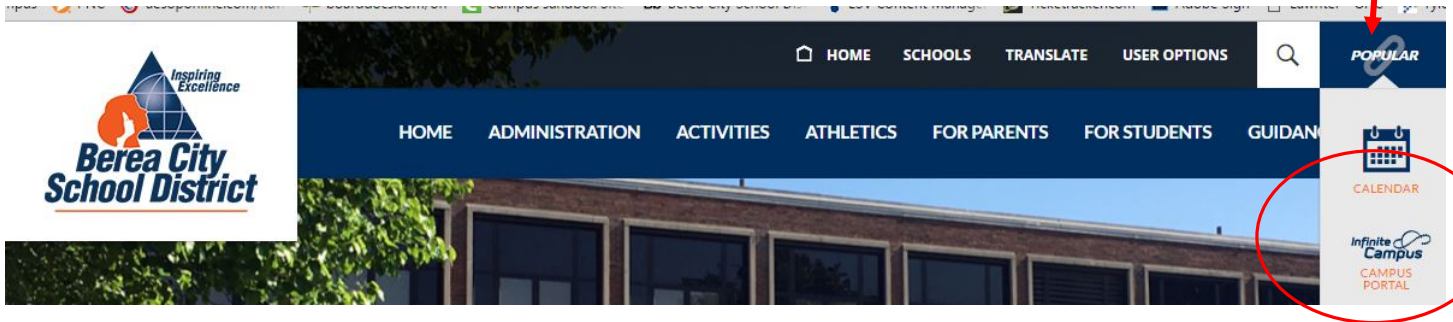 Inspiring
Excellence
Berea City
School District
HOME SCHOOLS TRANSLATE USER OPTIONS
POPULAR
HOME ADMINISTRATION ACTIVITIES ATHLETICS FOR PARENTS FOR STUDENTS GUIDAN
CALENDAR
Infinite
Campus
CAMPUS
PORTAL